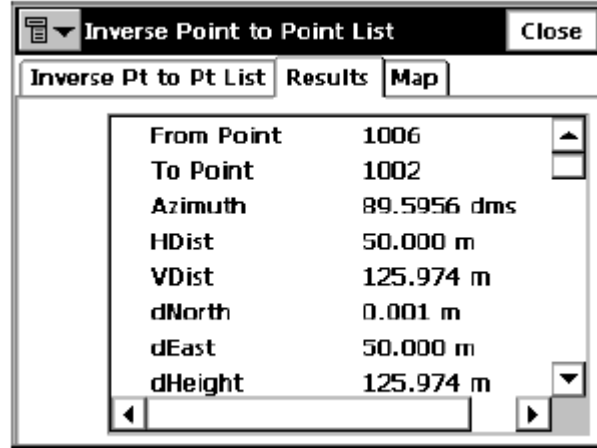 Inverse Point to Point List Close
Inverse Pt to Pt List Results Map
From Point 1006
To Point 1002
Azimuth 89.5956 dms
HDist 50.000 m
VDist 125.974 m
dNorth 0.001 m
dEast 50.000 m
dHeight 125.974 m